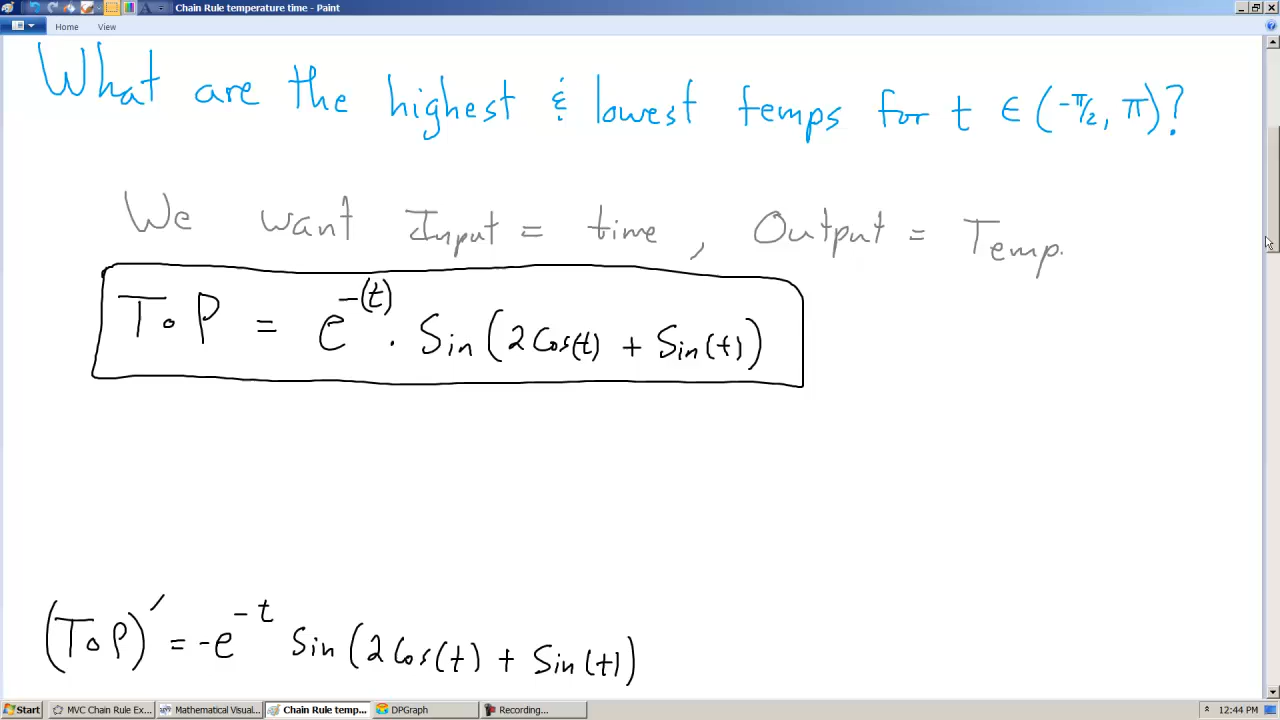 Chain Rule temperature time - Paint
Home View
What are the highest & lowest temps for t ∈ (-π/2, π)?
We want Input = time, Output = Temp.
T∘P = e^-(t) · Sin(2Cos(t) + Sin(t))
(T∘P)′ = -e^-t Sin(2Cos(t) + Sin(t))
Start MVC Chain Rule Ex... Mathematical Visual... Chain Rule temp... DPGraph Recording... 12:44 PM